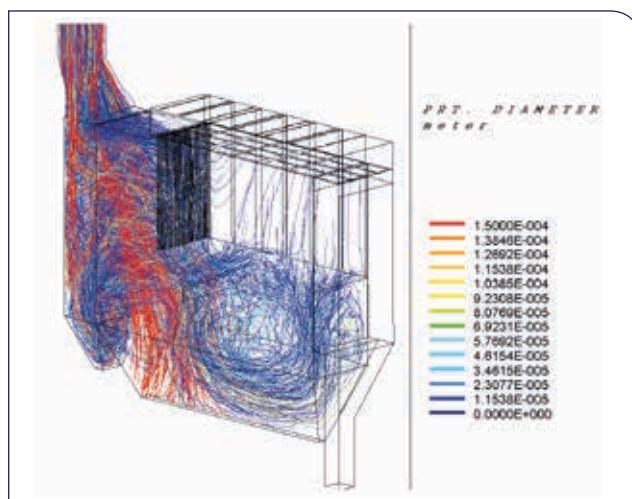 PRT. DIAMETER
meter
1.5000E-004
1.3846E-004
1.2692E-004
1.1538E-004
1.0385E-004
9.2308E-005
8.0769E-005
6.9231E-005
5.7692E-005
4.6154E-005
3.4615E-005
2.3077E-005
1.1538E-005
0.0000E+000